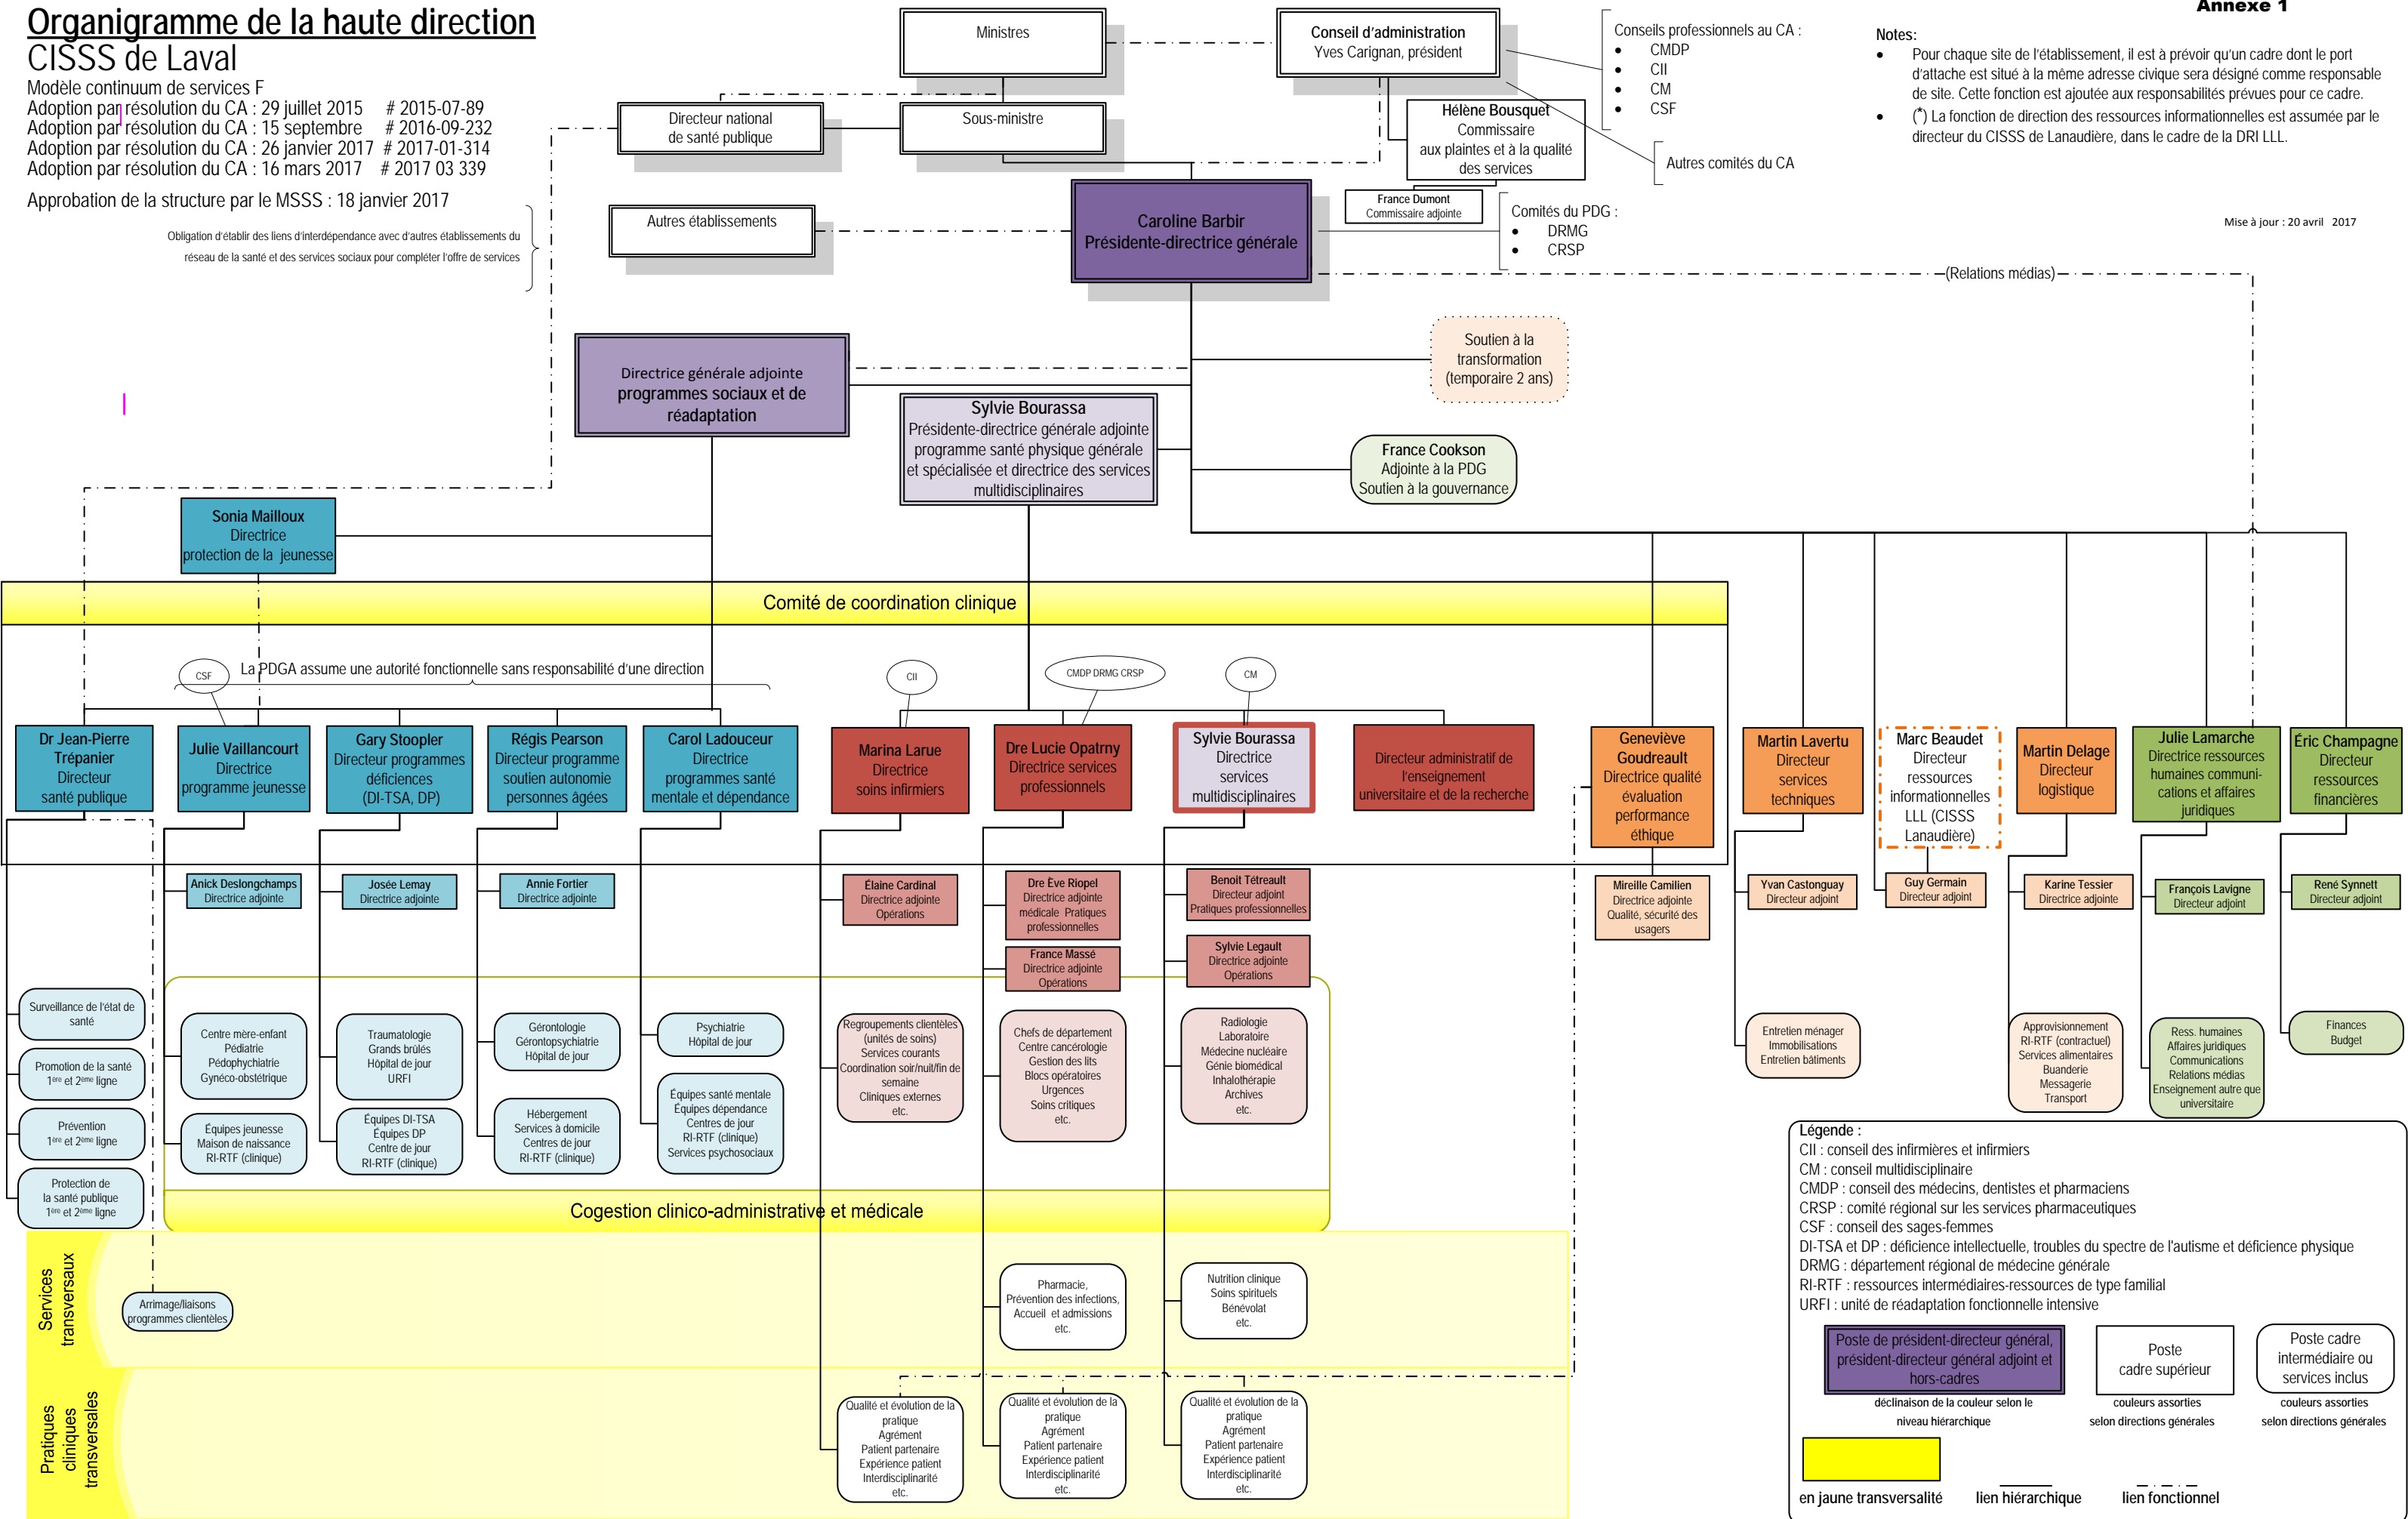 Organigramme de la haute direction
CISSS de Laval
Modèle continuum de services F
Adoption par résolution du CA : 29 juillet 2015 # 2015-07-89
Adoption par résolution du CA : 15 septembre # 2016-09-232
Adoption par résolution du CA : 26 janvier 2017 # 2017-01-314
Adoption par résolution du CA : 16 mars 2017 # 2017 03 339
Approbation de la structure par le MSSS : 18 janvier 2017
Obligation d'établir des liens d'interdépendance avec d'autres établissements du
réseau de la santé et des services sociaux pour compléter l'offre de services
Ministres
Conseil d'administration
Yves Carignan, président
Directeur national
de santé publique
Sous-ministre
Autres établissements
Hélène Bousquet
Commissaire
aux plaintes et à la qualité
des services
France Dumont
Commissaire adjointe
Conseils professionnels au CA :
• CMDP
• CII
• CM
• CSF
Autres comités du CA
Comités du PDG :
• DRMG
• CRSP
Annexe 1
Notes:
• Pour chaque site de l'établissement, il est à prévoir qu'un cadre dont le port
d'attache est situé à la même adresse civique sera désigné comme responsable
de site. Cette fonction est ajoutée aux responsabilités prévues pour ce cadre.
• (*) La fonction de direction des ressources informationnelles est assumée par le
directeur du CISSS de Lanaudière, dans le cadre de la DRI LLL.
Mise à jour : 20 avril 2017
Caroline Barbir
Présidente-directrice générale
(Relations médias)
Directrice générale adjointe
programmes sociaux et de
réadaptation
Soutien à la
transformation
(temporaire 2 ans)
Sylvie Bourassa
Présidente-directrice générale adjointe
programme santé physique générale
et spécialisée et directrice des services
multidisciplinaires
France Cookson
Adjointe à la PDG
Soutien à la gouvernance
Sonia Mailloux
Directrice
protection de la jeunesse
Comité de coordination clinique
CSF
La PDGA assume une autorité fonctionnelle sans responsabilité d'une direction
CII
CMDP DRMG CRSP
CM
Dr Jean-Pierre
Trépanier
Directeur
santé publique
Julie Vaillancourt
Directrice
programme jeunesse
Gary Stoopler
Directeur programmes
déficiences
(DI-TSA, DP)
Régis Pearson
Directeur programme
soutien autonomie
personnes âgées
Carol Ladouceur
Directrice
programmes santé
mentale et dépendance
Marina Larue
Directrice
soins infirmiers
Dre Lucie Opatrny
Directrice services
professionnels
Sylvie Bourassa
Directrice
services
multidisciplinaires
Directeur administratif de
l'enseignement
universitaire et de la recherche
Geneviève
Goudreault
Directrice qualité
évaluation
performance
éthique
Martin Lavertu
Directeur
services
techniques
Marc Beaudet
Directeur
ressources
informationnelles
LLL (CISSS
Lanaudière)
Martin Delage
Directeur
logistique
Julie Lamarche
Directrice ressources
humaines communi-
cations et affaires
juridiques
Éric Champagne
Directeur
ressources
financières
Anick Deslongchamps
Directrice adjointe
Josée Lemay
Directrice adjointe
Annie Fortier
Directrice adjointe
Élaine Cardinal
Directrice adjointe
Opérations
Dre Ève Riopel
Directrice adjointe
médicale Pratiques
professionnelles
France Massé
Directrice adjointe
Opérations
Benoit Tétreault
Directeur adjoint
Pratiques professionnelles
Sylvie Legault
Directrice adjointe
Opérations
Mireille Camilien
Directrice adjointe
Qualité, sécurité des
usagers
Yvan Castonguay
Directeur adjoint
Guy Germain
Directeur adjoint
Karine Tessier
Directrice adjointe
François Lavigne
Directeur adjoint
René Synnett
Directeur adjoint
Surveillance de l'état de
santé
Promotion de la santé
1ère et 2ème ligne
Prévention
1ère et 2ème ligne
Protection de
la santé publique
1ère et 2ème ligne
Centre mère-enfant
Pédiatrie
Pédophychiatrie
Gynéco-obstétrique
Équipes jeunesse
Maison de naissance
RI-RTF (clinique)
Traumatologie
Grands brûlés
Hôpital de jour
URFI
Équipes DI-TSA
Équipes DP
Centre de jour
RI-RTF (clinique)
Gérontologie
Gérontopsychiatrie
Hôpital de jour
Hébergement
Services à domicile
Centres de jour
RI-RTF (clinique)
Psychiatrie
Hôpital de jour
Équipes santé mentale
Équipes dépendance
Centres de jour
RI-RTF (clinique)
Services psychosociaux
Regroupements clientèles
(unités de soins)
Services courants
Coordination soir/nuit/fin de
semaine
Cliniques externes
etc.
Chefs de département
Centre cancérologie
Gestion des lits
Blocs opératoires
Urgences
Soins critiques
etc.
Radiologie
Laboratoire
Médecine nucléaire
Génie biomédical
Inhalothérapie
Archives
etc.
Entretien ménager
Immobilisations
Entretien bâtiments
Approvisionnement
RI-RTF (contractuel)
Services alimentaires
Buanderie
Messagerie
Transport
Ress. humaines
Affaires juridiques
Communications
Relations médias
Enseignement autre que
universitaire
Finances
Budget
Cogestion clinico-administrative et médicale
Services
transversaux
Arrimage/liaisons
programmes clientèles
Pharmacie,
Prévention des infections,
Accueil et admissions
etc.
Nutrition clinique
Soins spirituels
Bénévolat
etc.
Pratiques
cliniques
transversales
Qualité et évolution de la
pratique
Agrément
Patient partenaire
Expérience patient
Interdisciplinarité
etc.
Qualité et évolution de la
pratique
Agrément
Patient partenaire
Expérience patient
Interdisciplinarité
etc.
Qualité et évolution de la
pratique
Agrément
Patient partenaire
Expérience patient
Interdisciplinarité
etc.
Légende :
CII : conseil des infirmières et infirmiers
CM : conseil multidisciplinaire
CMDP : conseil des médecins, dentistes et pharmaciens
CRSP : comité régional sur les services pharmaceutiques
CSF : conseil des sages-femmes
DI-TSA et DP : déficience intellectuelle, troubles du spectre de l'autisme et déficience physique
DRMG : département régional de médecine générale
RI-RTF : ressources intermédiaires-ressources de type familial
URFI : unité de réadaptation fonctionnelle intensive
Poste de président-directeur général,
président-directeur général adjoint et
hors-cadres
déclinaison de la couleur selon le
niveau hiérarchique
Poste
cadre supérieur
couleurs assorties
selon directions générales
Poste cadre
intermédiaire ou
services inclus
couleurs assorties
selon directions générales
en jaune transversalité
lien hiérarchique
lien fonctionnel